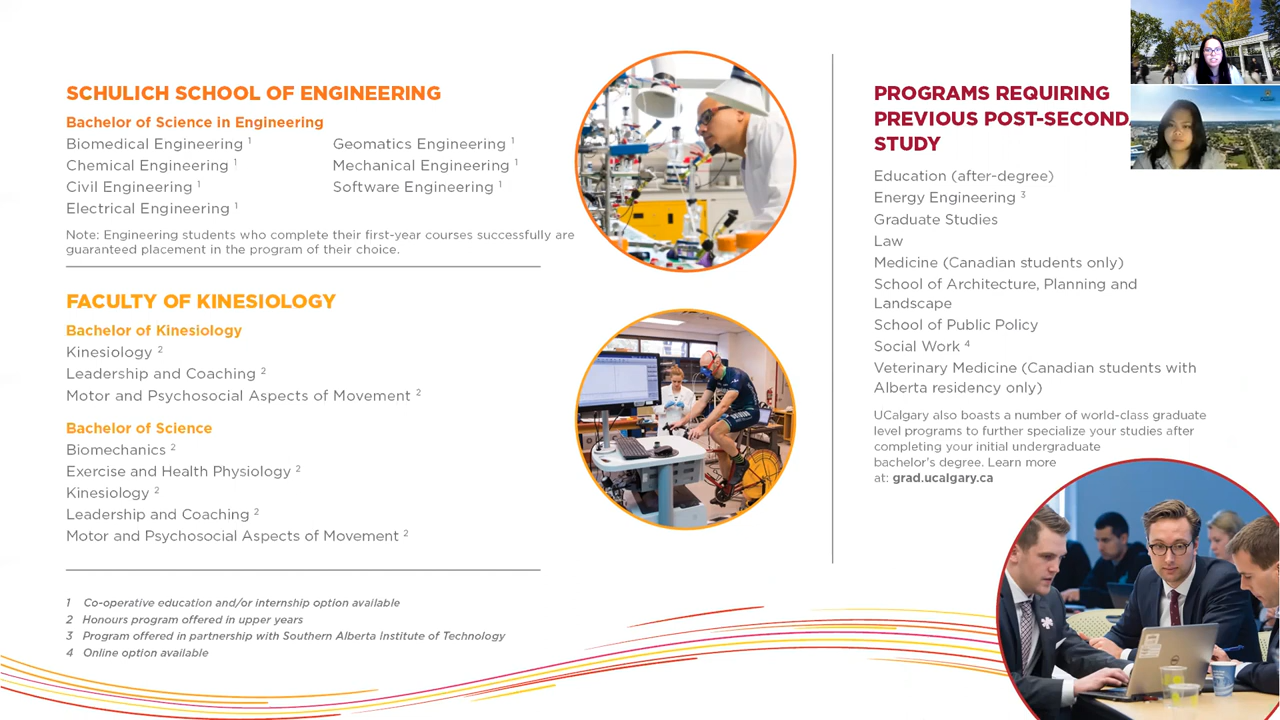 SCHULICH SCHOOL OF ENGINEERING
Bachelor of Science in Engineering
Biomedical Engineering 1
Chemical Engineering 1
Civil Engineering 1
Electrical Engineering 1
Geomatics Engineering 1
Mechanical Engineering 1
Software Engineering 1
Note: Engineering students who complete their first-year courses successfully are
guaranteed placement in the program of their choice.
FACULTY OF KINESIOLOGY
Bachelor of Kinesiology
Kinesiology 2
Leadership and Coaching 2
Motor and Psychosocial Aspects of Movement 2
Bachelor of Science
Biomechanics 2
Exercise and Health Physiology 2
Kinesiology 2
Leadership and Coaching 2
Motor and Psychosocial Aspects of Movement 2
1 Co-operative education and/or internship option available
2 Honours program offered in upper years
3 Program offered in partnership with Southern Alberta Institute of Technology
4 Online option available
PROGRAMS REQUIRING
PREVIOUS POST-SECOND
STUDY
Education (after-degree)
Energy Engineering 3
Graduate Studies
Law
Medicine (Canadian students only)
School of Architecture, Planning and
Landscape
School of Public Policy
Social Work 4
Veterinary Medicine (Canadian students with
Alberta residency only)
UCalgary also boasts a number of world-class graduate
level programs to further specialize your studies after
completing your initial undergraduate
bachelor's degree. Learn more
at: grad.ucalgary.ca